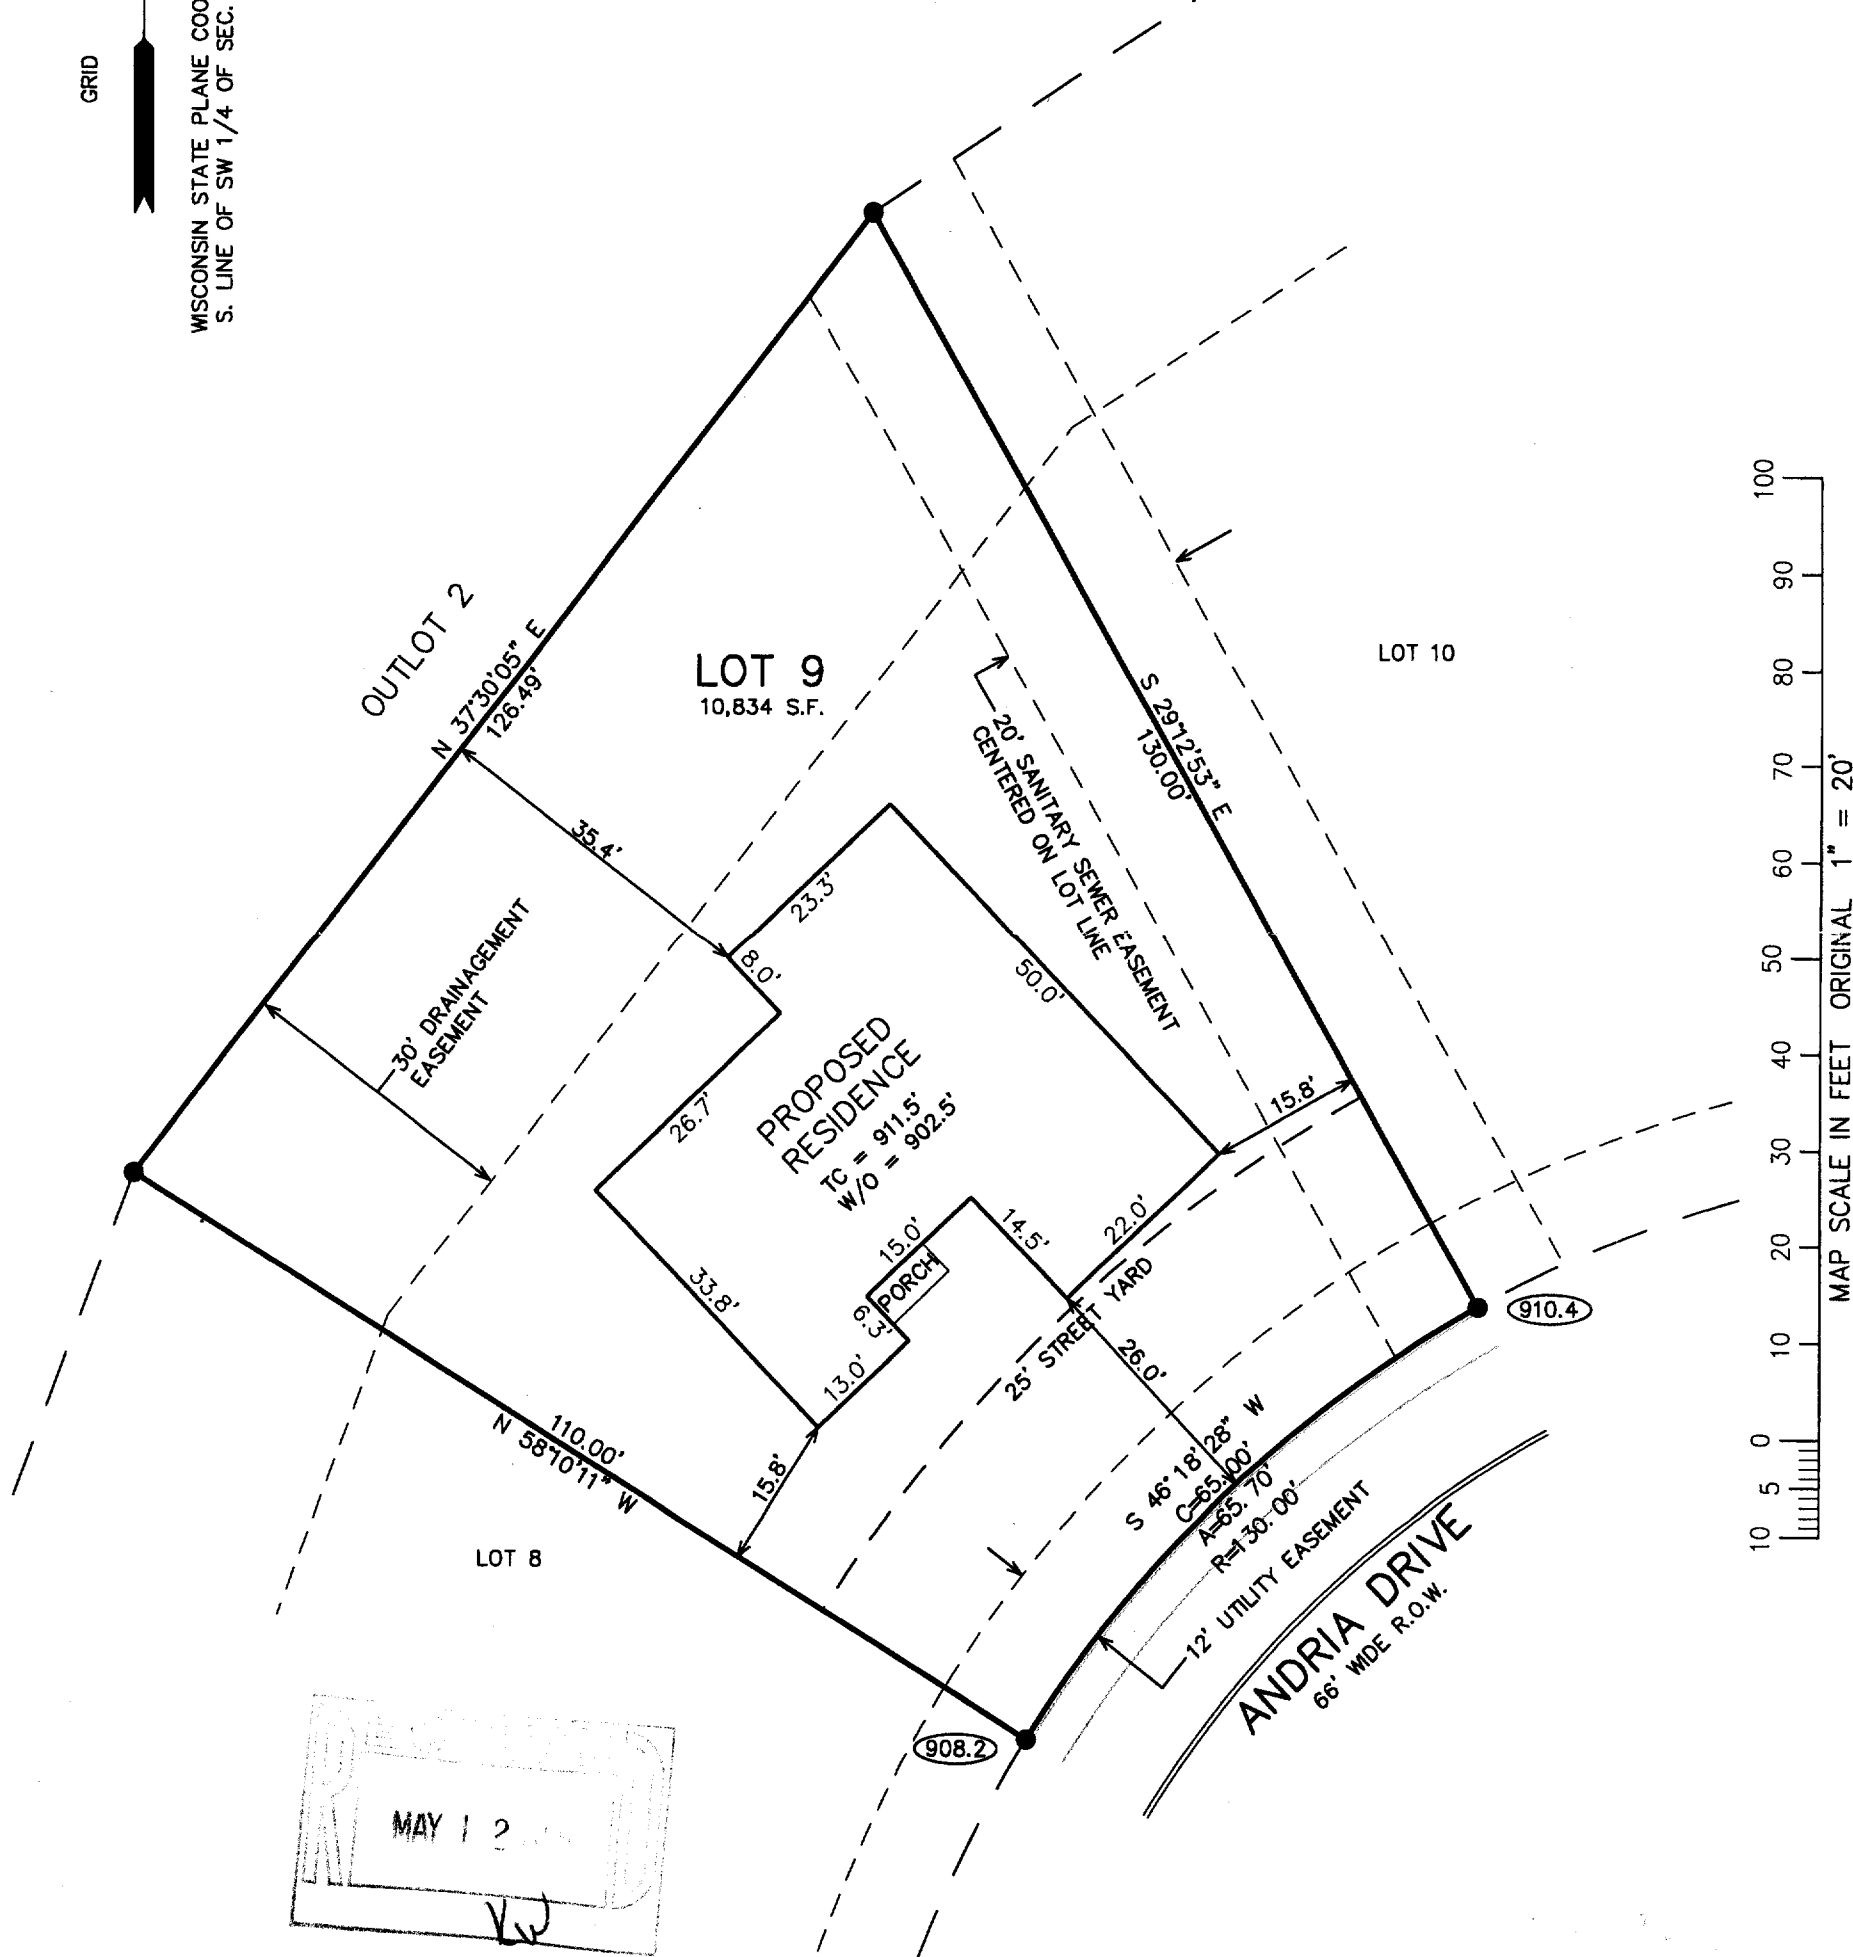 GRID
WISCONSIN STATE PLANE COO
S. LINE OF SW 1/4 OF SEC.
OUTLOT 2
N 37°30'05" E
126.49'
LOT 9
10,834 S.F.
LOT 10
S 29°12'53" E
130.00'
20' SANITARY SEWER EASEMENT
CENTERED ON LOT LINE
35.4'
23.3'
8.0'
50.0'
30' DRAINAGEMENT
EASEMENT
26.7'
PROPOSED
RESIDENCE
TC = 911.5'
W/O = 902.5'
15.8'
22.0'
14.5'
15.0'
PORCH
6.3'
13.0'
33.8'
25' STREET YARD
26.0'
15.8'
N 58°10'11" W
110.00'
LOT 8
S 46°18'28" W
C=65.00'
A=65.70'
R=130.00'
12' UTILITY EASEMENT
ANDRIA DRIVE
66' WIDE R.O.W.
910.4
908.2
MAY 12
10 5 0 10 20 30 40 50 60 70 80 90 100
MAP SCALE IN FEET ORIGINAL 1" = 20'